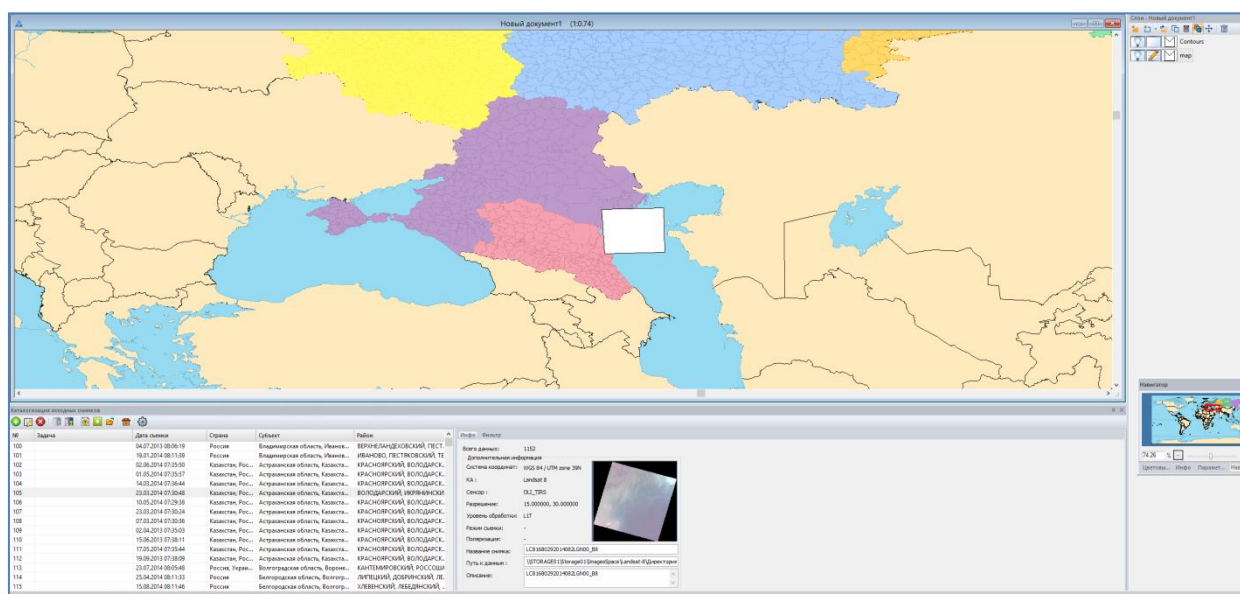 Новый документ1 (1:0.74)
Слои - Новый документ1
Contours
map
Навигатор
74.26 %
Цветовы... Инфо Парамет... Нав
Каталогизация исходных снимков
№ Задача Дата съемки Страна Субъект Район
100 04.07.2013 08:06:19 Россия Владимирская область, Иванов... ВЕРХНЕЛАНДЕХОВСКИЙ, ПЕСТ...
101 19.01.2014 08:11:39 Россия Владимирская область, Иванов... ИВАНОВО, ПЕСТЯКОВСКИЙ, ТЕ
102 02.06.2014 07:35:50 Казахстан, Рос... Астраханская область, Казахста... КРАСНОЯРСКИЙ, ВОЛОДАРСК..
103 01.05.2014 07:35:57 Казахстан, Рос... Астраханская область, Казахста... КРАСНОЯРСКИЙ, ВОЛОДАРСК..
104 14.03.2014 07:36:44 Казахстан, Рос... Астраханская область, Казахста... КРАСНОЯРСКИЙ, ВОЛОДАРСК..
105 23.03.2014 07:30:48 Казахстан, Рос... Астраханская область, Казахста... ВОЛОДАРСКИЙ, ИКРЯНИНСКИ
106 10.05.2014 07:29:38 Казахстан, Рос... Астраханская область, Казахста... КРАСНОЯРСКИЙ, ВОЛОДАРСК..
107 23.03.2014 07:30:24 Казахстан, Рос... Астраханская область, Казахста... КРАСНОЯРСКИЙ, ВОЛОДАРСК..
108 07.03.2014 07:30:36 Казахстан, Рос... Астраханская область, Казахста... КРАСНОЯРСКИЙ, ВОЛОДАРСК..
109 02.04.2013 07:35:03 Казахстан, Рос... Астраханская область, Казахста... КРАСНОЯРСКИЙ, ВОЛОДАРСК..
110 15.06.2013 07:38:11 Казахстан, Рос... Астраханская область, Казахста... КРАСНОЯРСКИЙ, ВОЛОДАРСК..
111 17.05.2014 07:35:44 Казахстан, Рос... Астраханская область, Казахста... КРАСНОЯРСКИЙ, ВОЛОДАРСК..
112 19.09.2013 07:38:09 Казахстан, Рос... Астраханская область, Казахста... КРАСНОЯРСКИЙ, ВОЛОДАРСК..
113 23.07.2014 08:05:48 Россия, Украи... Волгоградская область, Вороне... КАНТЕМИРОВСКИЙ, РОССОШИ
114 25.04.2014 08:11:33 Россия Белгородская область, Волгогр... ЛИПЕЦКИЙ, ДОБРИНСКИЙ, ЛЕ..
115 15.08.2014 08:11:46 Россия Белгородская область, Волгогр... ХЛЕВЕНСКИЙ, ЛЕБЕДЯНСКИЙ, ..
Инфо Фильтр
Всего данных: 1152
Дополнительная информация
Система координат: WGS 84 / UTM zone 39N
КА : Landsat 8
Сенсор : OLI_TIRS
Разрешение: 15.000000, 30.000000
Уровень обработки: L1T
Режим съемки: -
Поляризация: -
Название снимка: LC81680292014082LGN00_B8
Путь к данным : \\STORAGE01\Storage01\ImagesSpace\Landsat-8\Директория
Описание: LC81680292014082LGN00_B8